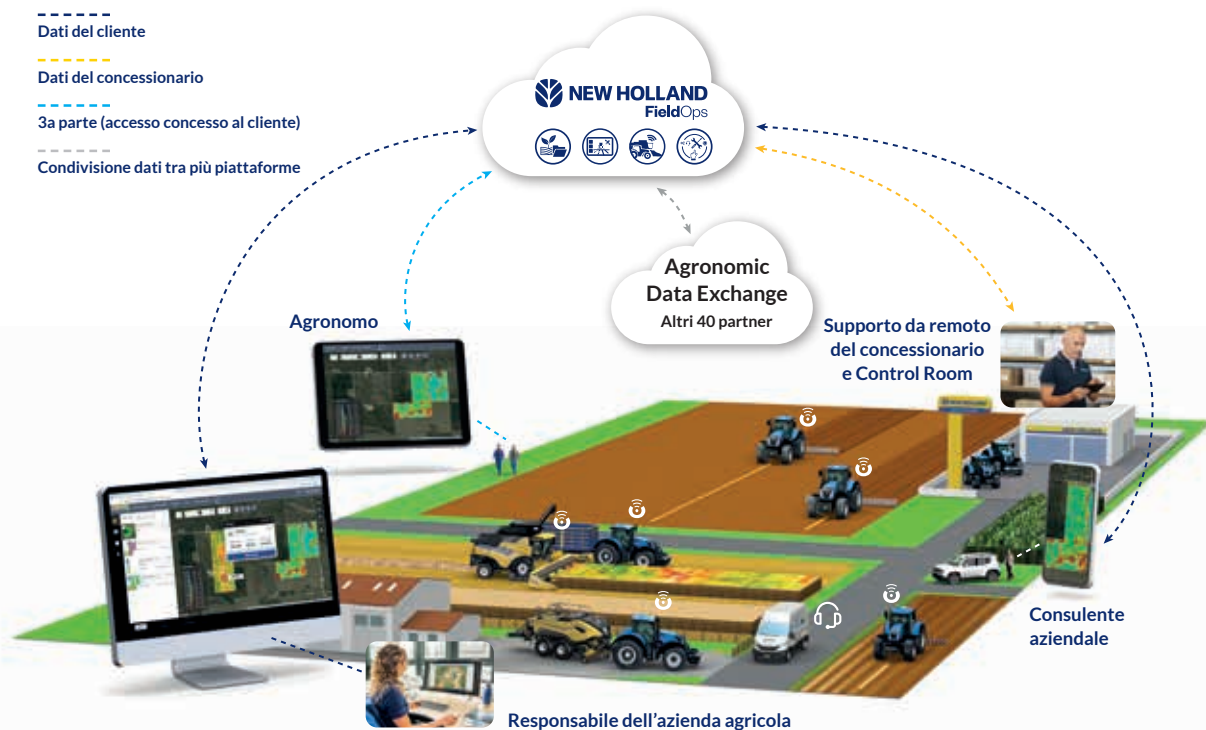 Dati del cliente
Dati del concessionario
3a parte (accesso concesso al cliente)
Condivisione dati tra più piattaforme
NEW HOLLAND
FieldOps
Agronomic
Data Exchange
Altri 40 partner
Agronomo
Supporto da remoto
del concessionario
e Control Room
Consulente
aziendale
Responsabile dell'azienda agricola